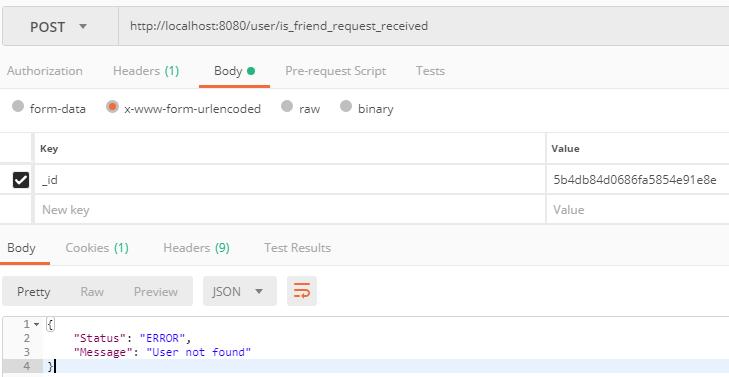 POST http://localhost:8080/user/is_friend_request_received
Authorization Headers (1) Body Pre-request Script Tests
form-data x-www-form-urlencoded raw binary
Key Value
_id 5b4db84d0686fa5854e91e8e
New key Value
Body Cookies (1) Headers (9) Test Results
Pretty Raw Preview JSON
1 {
2 "Status": "ERROR",
3 "Message": "User not found"
4 }